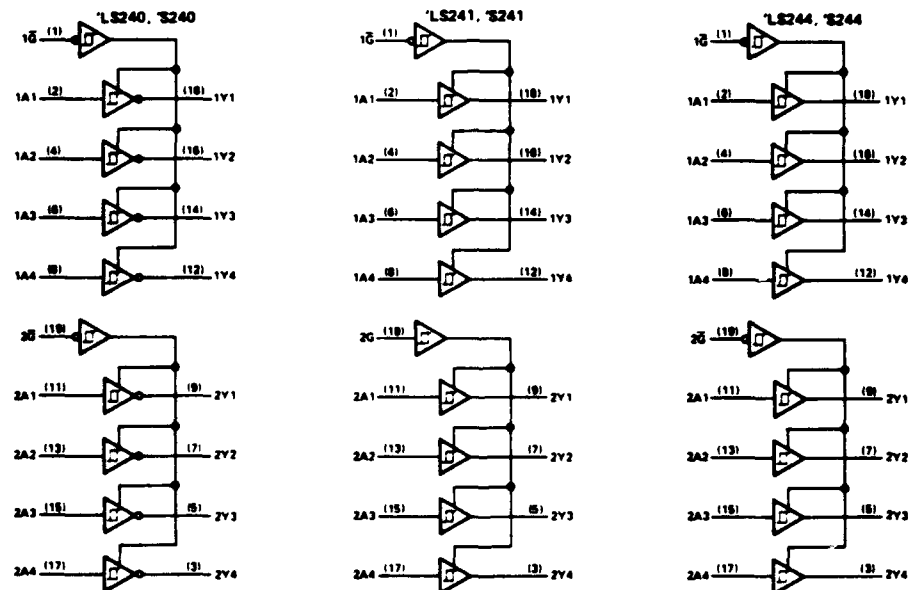 'LS240, 'S240
1G̅ (1)
1A1 (2) (18) 1Y1
1A2 (4) (16) 1Y2
1A3 (6) (14) 1Y3
1A4 (8) (12) 1Y4
2G̅ (19)
2A1 (11) (9) 2Y1
2A2 (13) (7) 2Y2
2A3 (15) (5) 2Y3
2A4 (17) (3) 2Y4
'LS241, 'S241
1G̅ (1)
1A1 (2) (18) 1Y1
1A2 (4) (16) 1Y2
1A3 (6) (14) 1Y3
1A4 (8) (12) 1Y4
2G (19)
2A1 (11) (9) 2Y1
2A2 (13) (7) 2Y2
2A3 (15) (5) 2Y3
2A4 (17) (3) 2Y4
'LS244, 'S244
1G̅ (1)
1A1 (2) (18) 1Y1
1A2 (4) (16) 1Y2
1A3 (6) (14) 1Y3
1A4 (8) (12) 1Y4
2G̅ (19)
2A1 (11) (9) 2Y1
2A2 (13) (7) 2Y2
2A3 (15) (5) 2Y3
2A4 (17) (3) 2Y4